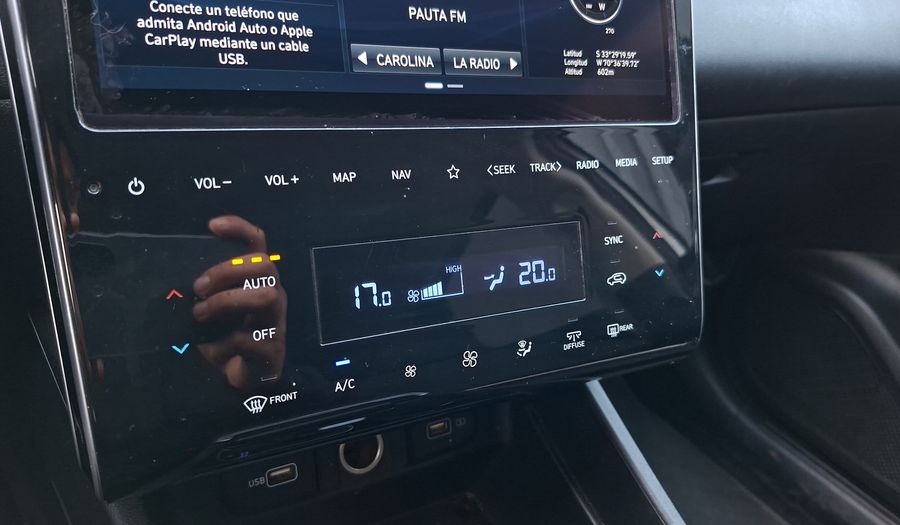 Conecte un teléfono que
admita Android Auto o Apple
CarPlay mediante un cable
USB.
PAUTA FM
CAROLINA
LA RADIO
W
270
Latitud S 33°29'19.59"
Longitud W 70°36'39.72"
Altitud 602m
VOL− VOL+ MAP NAV <SEEK TRACK> RADIO MEDIA SETUP
AUTO
17.0
HIGH
20.0
SYNC
OFF
FRONT
A/C
DIFFUSE
REAR
USB